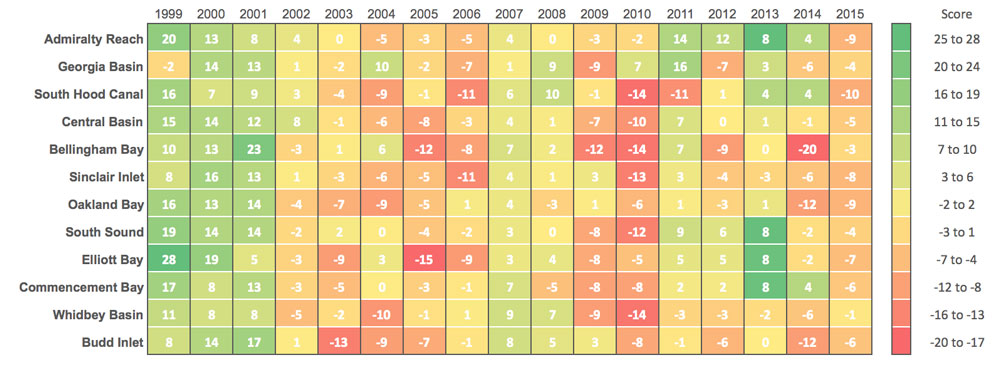 1999 2000 2001 2002 2003 2004 2005 2006 2007 2008 2009 2010 2011 2012 2013 2014 2015 Score
Admiralty Reach 20 13 8 4 0 -5 -3 -5 4 0 -3 -2 14 12 8 4 -9 25 to 28
Georgia Basin -2 14 13 1 -2 10 -2 -7 1 9 -9 7 16 -7 3 -6 -4 20 to 24
South Hood Canal 16 7 9 3 -4 -9 -1 -11 6 10 -1 -14 -11 1 4 4 -10 16 to 19
Central Basin 15 14 12 8 -1 -6 -8 -3 4 1 -7 -10 7 0 1 -1 -5 11 to 15
Bellingham Bay 10 13 23 -3 1 6 -12 -8 7 2 -12 -14 7 -9 0 -20 -3 7 to 10
Sinclair Inlet 8 16 13 1 -3 -6 -5 -11 4 1 3 -13 3 -4 -3 -6 -8 3 to 6
Oakland Bay 16 13 14 -4 -7 -9 -5 1 4 -3 1 -6 1 -3 1 -12 -9 -2 to 2
South Sound 19 14 14 -2 2 0 -4 -2 3 0 -8 -12 9 6 8 -2 -4 -3 to 1
Elliott Bay 28 19 5 -3 -9 3 -15 -9 3 4 -8 -5 5 5 8 -2 -7 -7 to -4
Commencement Bay 17 8 13 -3 -5 0 -3 -1 7 -5 -8 -8 2 2 8 4 -6 -12 to -8
Whidbey Basin 11 8 8 -5 -2 -10 -1 1 9 7 -9 -14 -3 -3 -2 -6 -1 -16 to -13
Budd Inlet 8 14 17 1 -13 -9 -7 -1 8 5 3 -8 -1 -6 0 -12 -6 -20 to -17